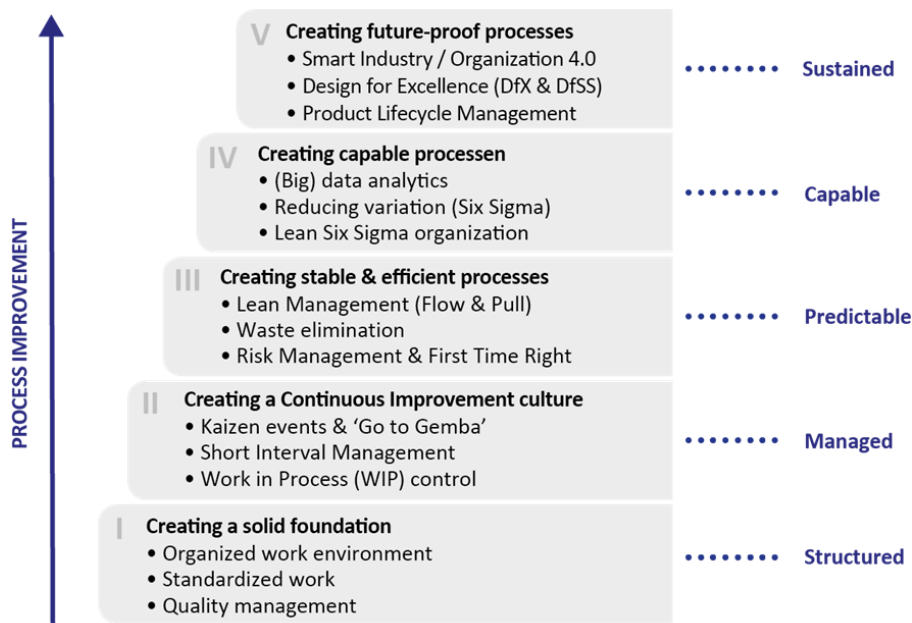 V Creating future-proof processes
• Smart Industry / Organization 4.0
• Design for Excellence (DfX & DfSS)
• Product Lifecycle Management
Sustained
IV Creating capable processen
• (Big) data analytics
• Reducing variation (Six Sigma)
• Lean Six Sigma organization
Capable
III Creating stable & efficient processes
• Lean Management (Flow & Pull)
• Waste elimination
• Risk Management & First Time Right
Predictable
II Creating a Continuous Improvement culture
• Kaizen events & ‘Go to Gemba’
• Short Interval Management
• Work in Process (WIP) control
Managed
I Creating a solid foundation
• Organized work environment
• Standardized work
• Quality management
Structured
PROCESS IMPROVEMENT